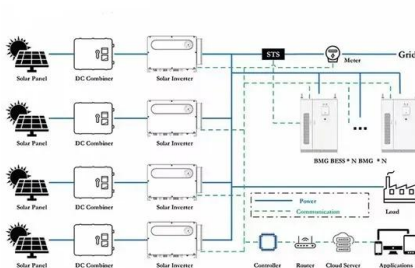 STS
Meter
Grid
Solar Panel
DC Combiner
Solar Inverter
Solar Panel
DC Combiner
Solar Inverter
BMG BESS * N BMG * N
Solar Panel
DC Combiner
Solar Inverter
Power
Communication
Load
Solar Panel
DC Combiner
Solar Inverter
Controller
Router
Cloud Server
Applications